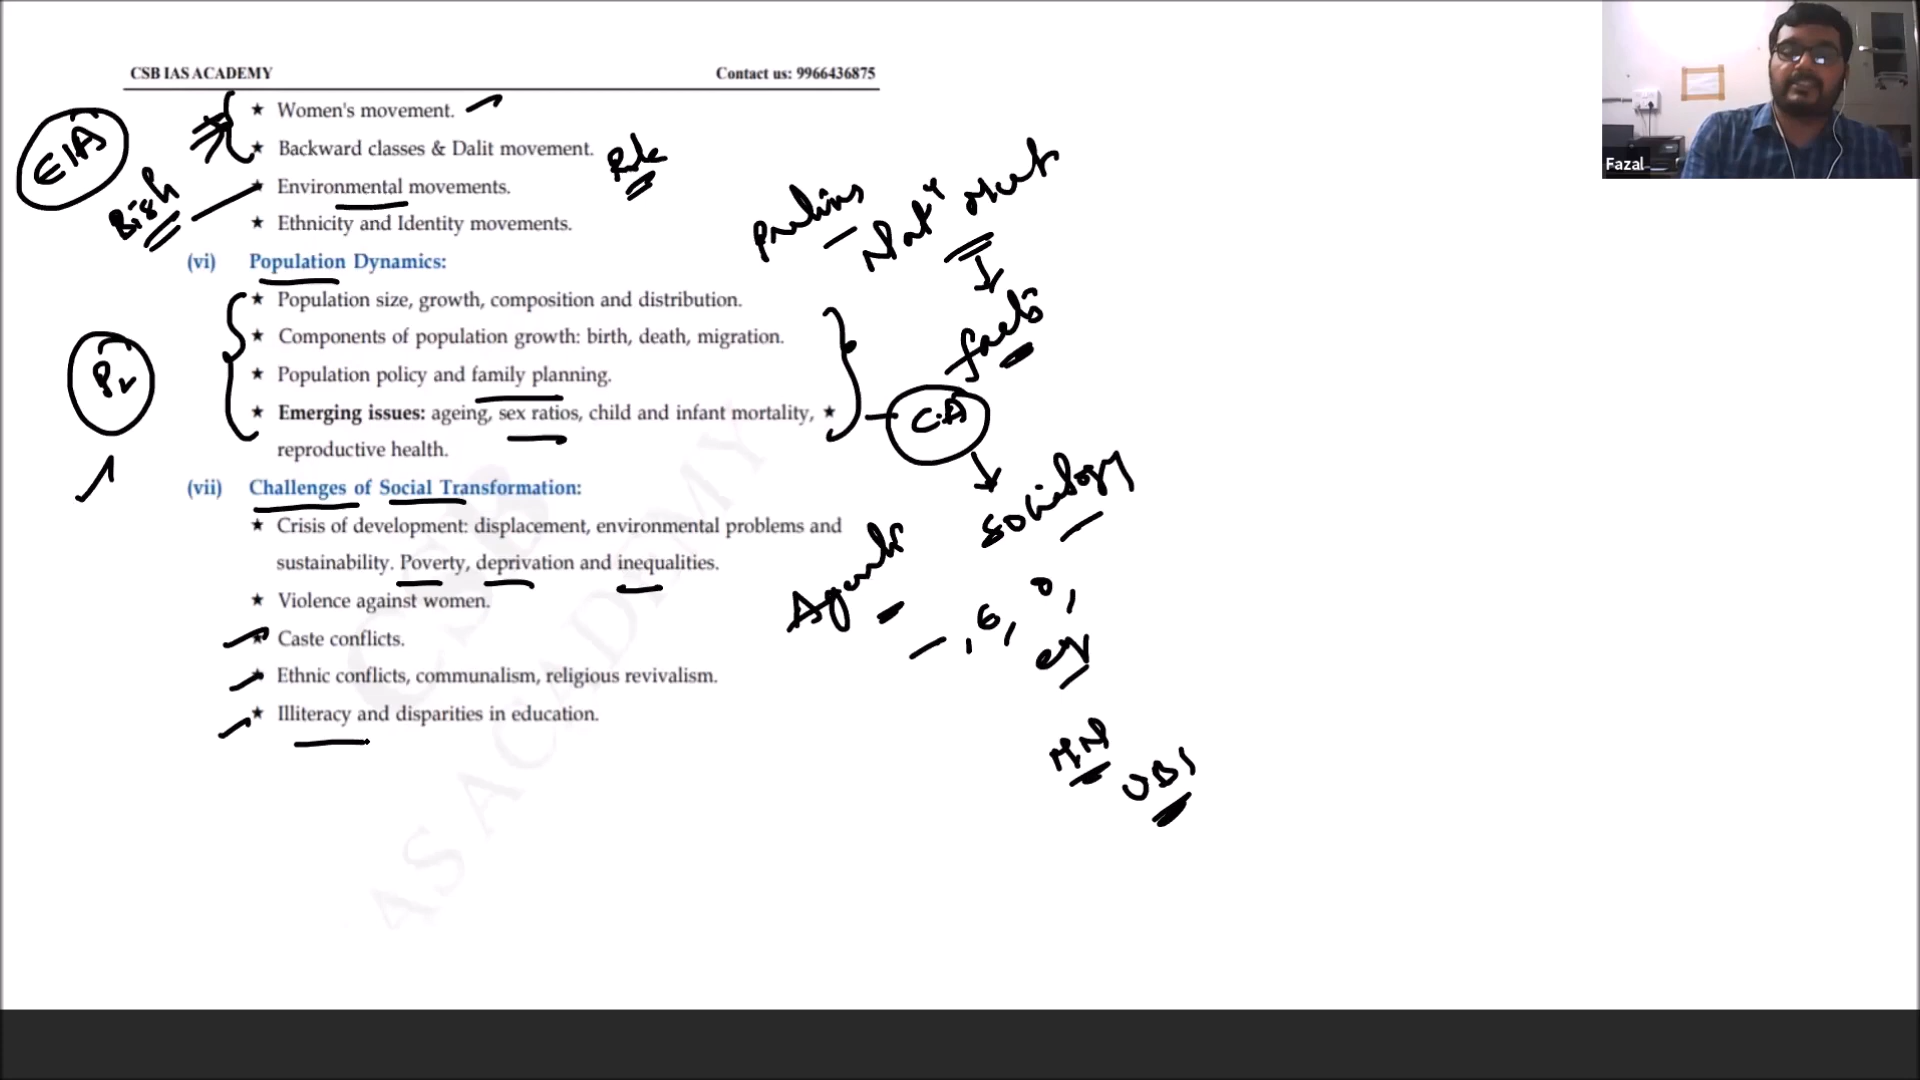 CSB IAS ACADEMY Contact us: 9966436875
★ Women's movement.
★ Backward classes & Dalit movement.
★ Environmental movements.
★ Ethnicity and Identity movements.
(vi) Population Dynamics:
★ Population size, growth, composition and distribution.
★ Components of population growth: birth, death, migration.
★ Population policy and family planning.
★ Emerging issues: ageing, sex ratios, child and infant mortality, ★
reproductive health.
(vii) Challenges of Social Transformation:
★ Crisis of development: displacement, environmental problems and
sustainability. Poverty, deprivation and inequalities.
★ Violence against women.
★ Caste conflicts.
★ Ethnic conflicts, communalism, religious revivalism.
★ Illiteracy and disparities in education.
EIA
Prelims
facts
C.A
Sociology
UBI
Fazal
CSB
IAS ACADEMY